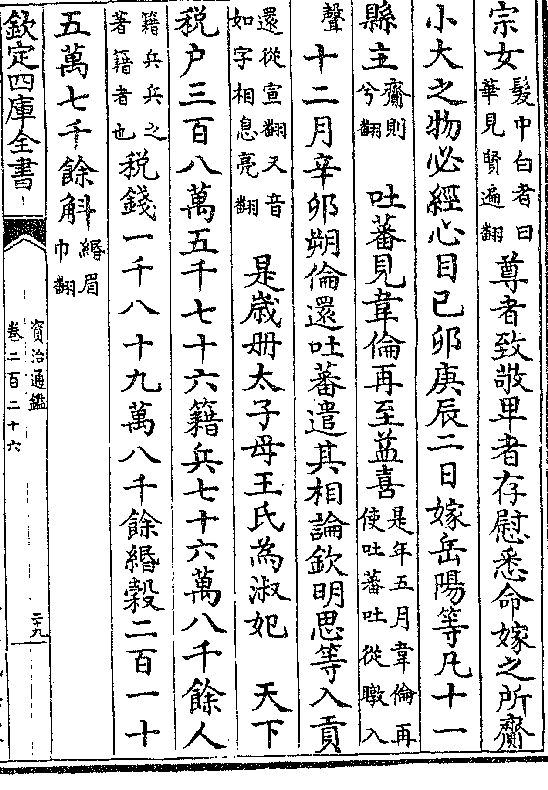 宗女髮中白者曰華見賢遍翻尊者致敬卑者存慰悉命嫁之所齎
小大之物必經心目己卯庚辰二日嫁岳陽等凡十一
縣主齎則兮翻　吐蕃見韋倫再至益喜是年五月韋倫再使吐蕃吐從暾入
聲十二月辛卯朔倫還吐蕃遣其相論欽明思等入貢
還從宣翻又音如字相息亮翻　是歲册太子母王氏為淑妃　天下
税户三百八萬五千七十六籍兵七十六萬八千餘人
籍兵兵之著籍者也税錢一千八十九萬八千餘緡榖二百一十
五萬七千餘斛緡眉巾翻
欽定四庫全書
資治通鑑
卷二百二十六
二十九